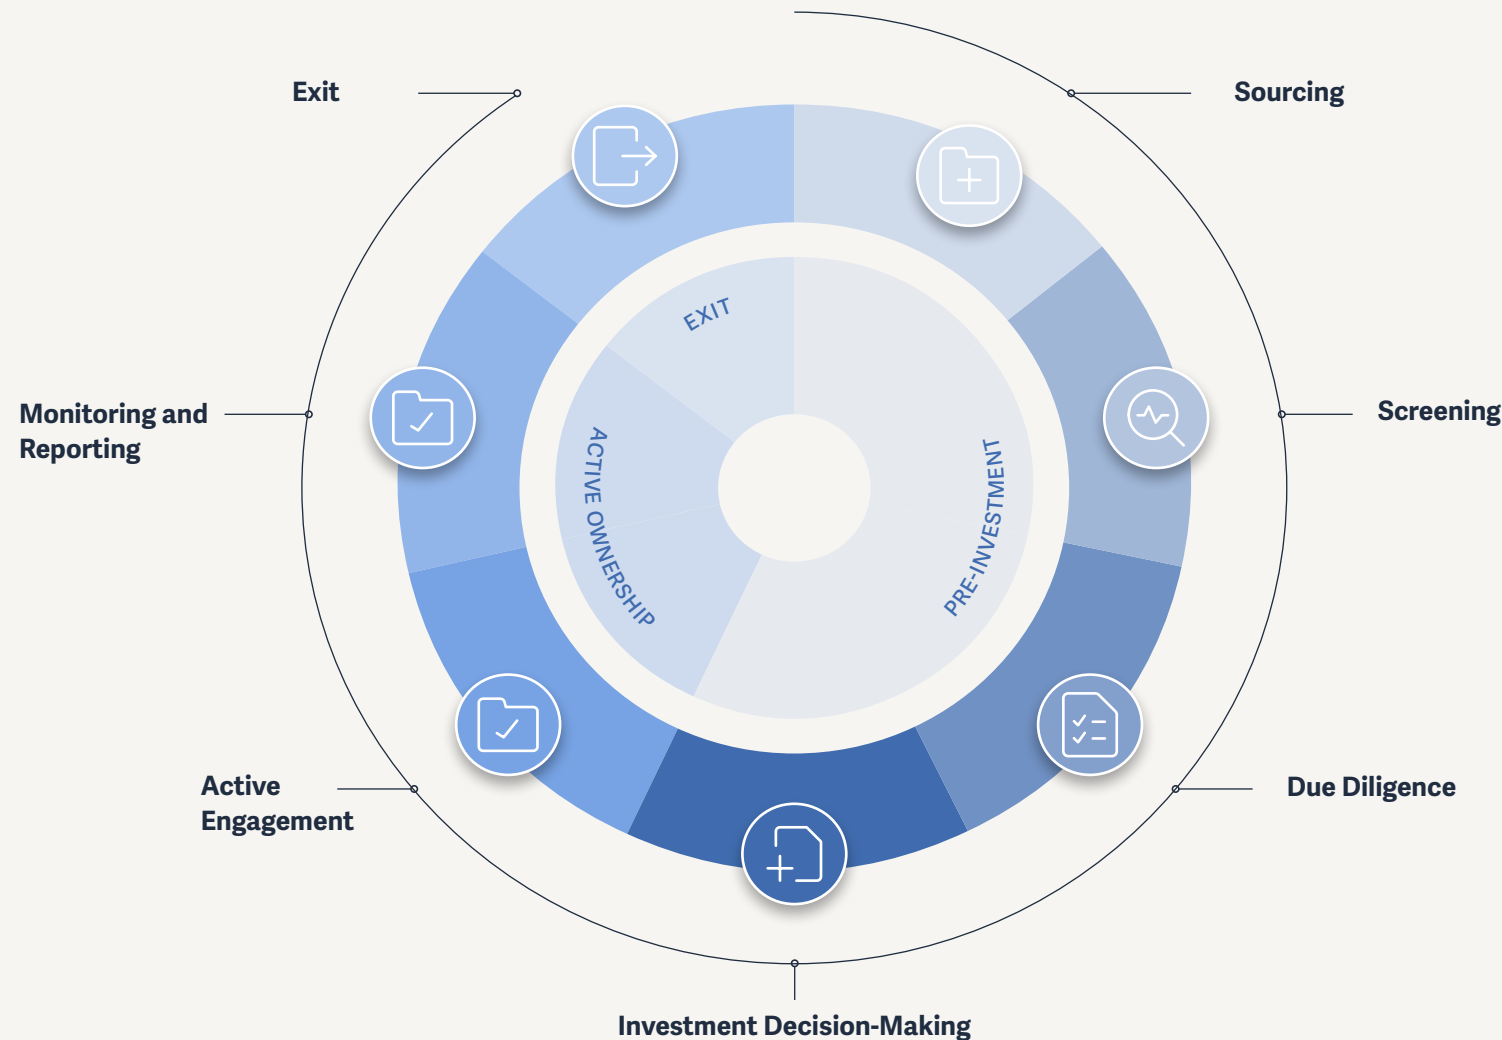 Exit
Sourcing
EXIT
Monitoring and
Reporting
Screening
ACTIVE OWNERSHIP
PRE-INVESTMENT
Active
Engagement
Due Diligence
Investment Decision-Making